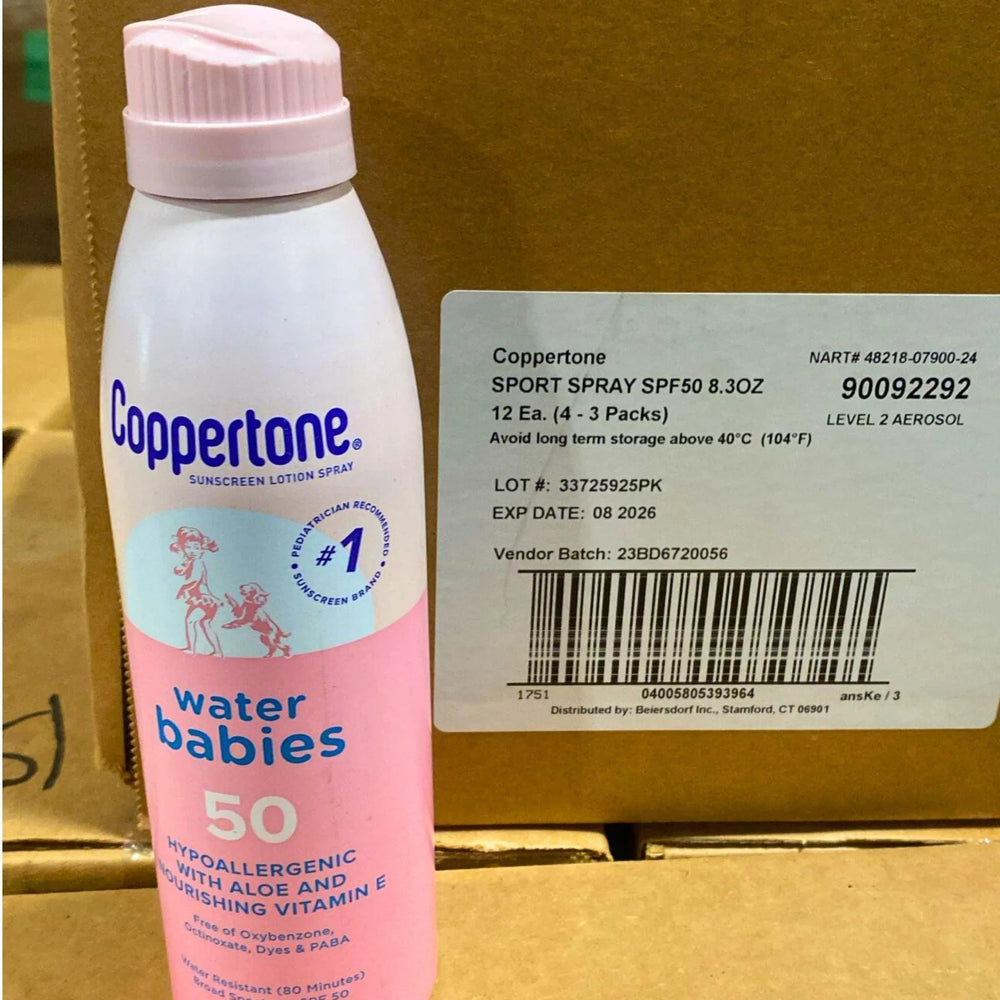 Coppertone®
SUNSCREEN LOTION SPRAY
PEDIATRICIAN RECOMMENDED
#1
SUNSCREEN BRAND
water
babies
50
HYPOALLERGENIC
WITH ALOE AND
NOURISHING VITAMIN E
Free of Oxybenzone,
Octinoxate, Dyes & PABA
Water Resistant (80 Minutes)
Broad SPF 50
Coppertone
NART# 48218-07900-24
SPORT SPRAY SPF50 8.3OZ
90092292
12 Ea. (4 - 3 Packs)
LEVEL 2 AEROSOL
Avoid long term storage above 40°C (104°F)
LOT #: 33725925PK
EXP DATE: 08 2026
Vendor Batch: 23BD6720056
1751
04005805393964
ansKe / 3
Distributed by: Beiersdorf Inc., Stamford, CT 06901